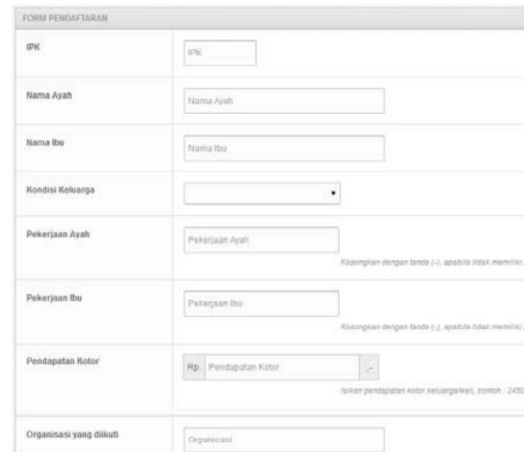 FORM PENDAFTARAN
IPK
IPK
Nama Ayah
Nama Ayah
Nama Ibu
Nama Ibu
Kondisi Keluarga
Pekerjaan Ayah
Pekerjaan Ayah
Kosongkan dengan tanda (-), apabila tidak memiliki
Pekerjaan Ibu
Pekerjaan Ibu
Kosongkan dengan tanda (-), apabila tidak memiliki
Pendapatan Kotor
Rp. Pendapatan Kotor ,-
Isikan pendapatan kotor keluarga/wali, contoh : 2450
Organisasi yang diikuti
Organisasi